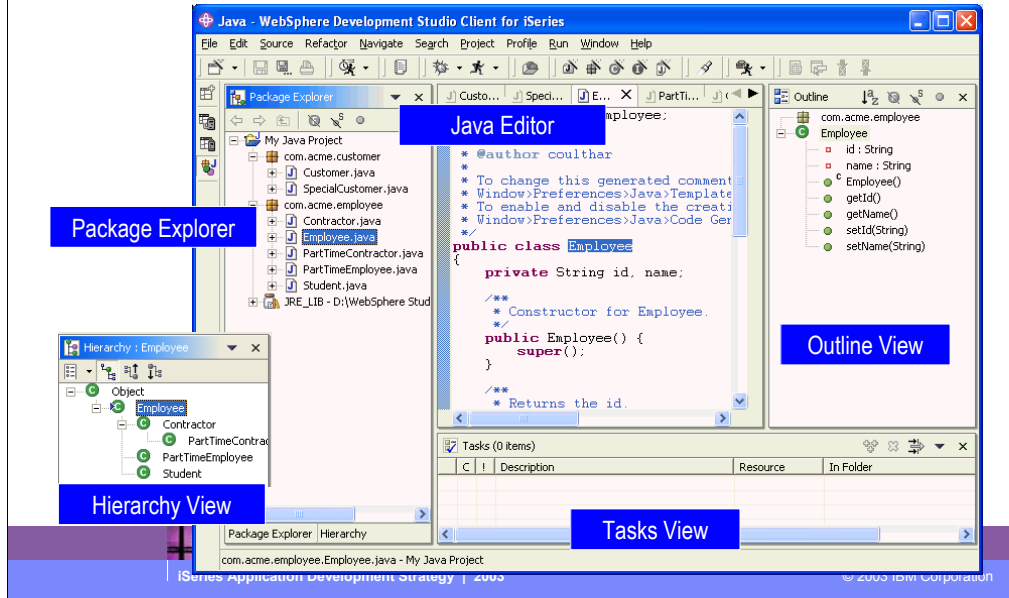 Java - WebSphere Development Studio Client for iSeries
File Edit Source Refactor Navigate Search Project Profile Run Window Help
Package Explorer
My Java Project
com.acme.customer
Customer.java
SpecialCustomer.java
com.acme.employee
Contractor.java
Employee.java
PartTimeContractor.java
PartTimeEmployee.java
Student.java
JRE_LIB - D:\WebSphere Stud
Package Explorer Hierarchy
Package Explorer
Hierarchy : Employee
Object
Employee
Contractor
PartTimeContrac
PartTimeEmployee
Student
Hierarchy View
Custo... Speci... E... PartTi...
Java Editor
mployee;
* @author coulthar
*
* To change this generated comment
* Window>Preferences>Java>Template
* To enable and disable the creati
* Window>Preferences>Java>Code Gen
*/
public class Employee
{
private String id, name;
/**
* Constructor for Employee.
*/
public Employee() {
super();
}
/**
* Returns the id.
Outline
com.acme.employee
Employee
id : String
name : String
Employee()
getId()
getName()
setId(String)
setName(String)
Outline View
Tasks (0 items)
C ! Description Resource In Folder
Tasks View
com.acme.employee.Employee.java - My Java Project
iSeries Application Development Strategy | 2003
© 2003 IBM Corporation